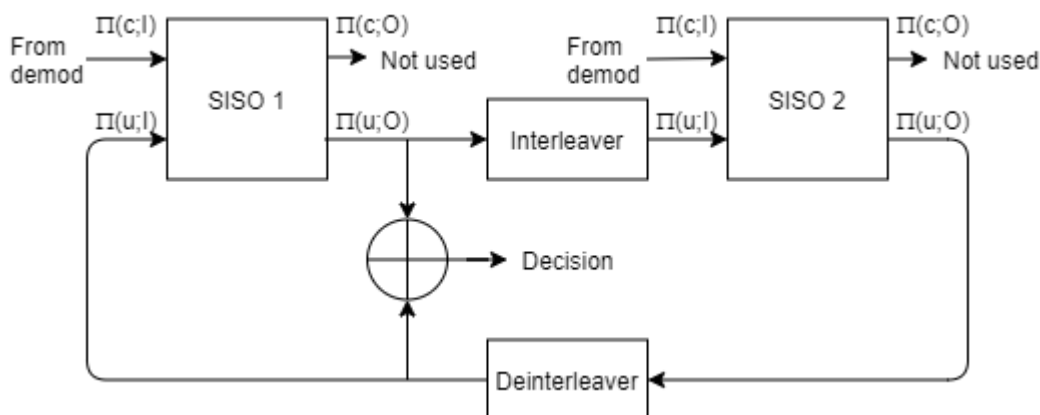 Π(c;I)
Π(c;O)
Π(c;I)
Π(c;O)
From
demod
Not used
From
demod
Not used
SISO 1
SISO 2
Π(u;I)
Π(u;O)
Interleaver
Π(u;I)
Π(u;O)
Decision
Deinterleaver